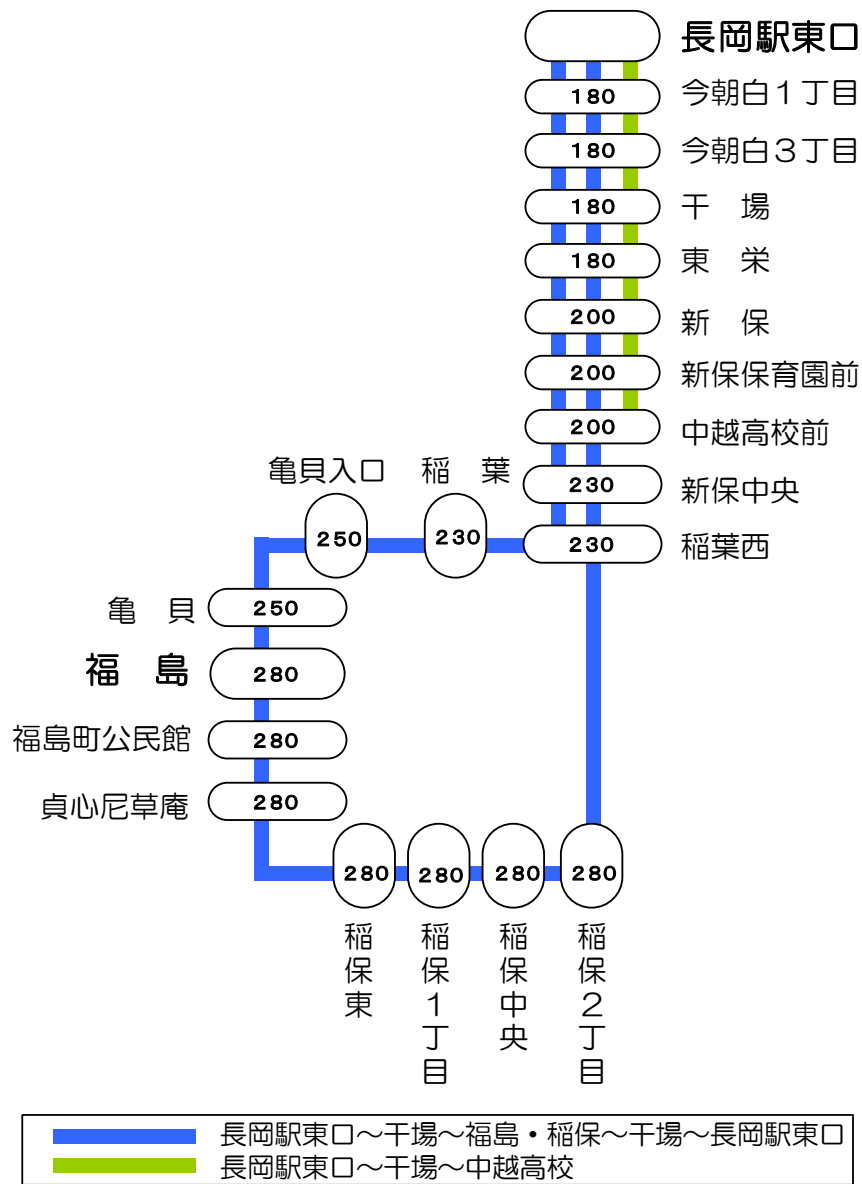 長岡駅東口
180 今朝白１丁目
180 今朝白３丁目
180 干　場
180 東　栄
200 新　保
200 新保保育園前
200 中越高校前
230 新保中央
230 稲葉西
亀貝入口
250
稲　葉
230
亀　貝 250
福　島 280
福島町公民館 280
貞心尼草庵 280
280
稲保東
280
稲保１丁目
280
稲保中央
280
稲保２丁目
長岡駅東口～干場～福島・稲保～干場～長岡駅東口
長岡駅東口～干場～中越高校